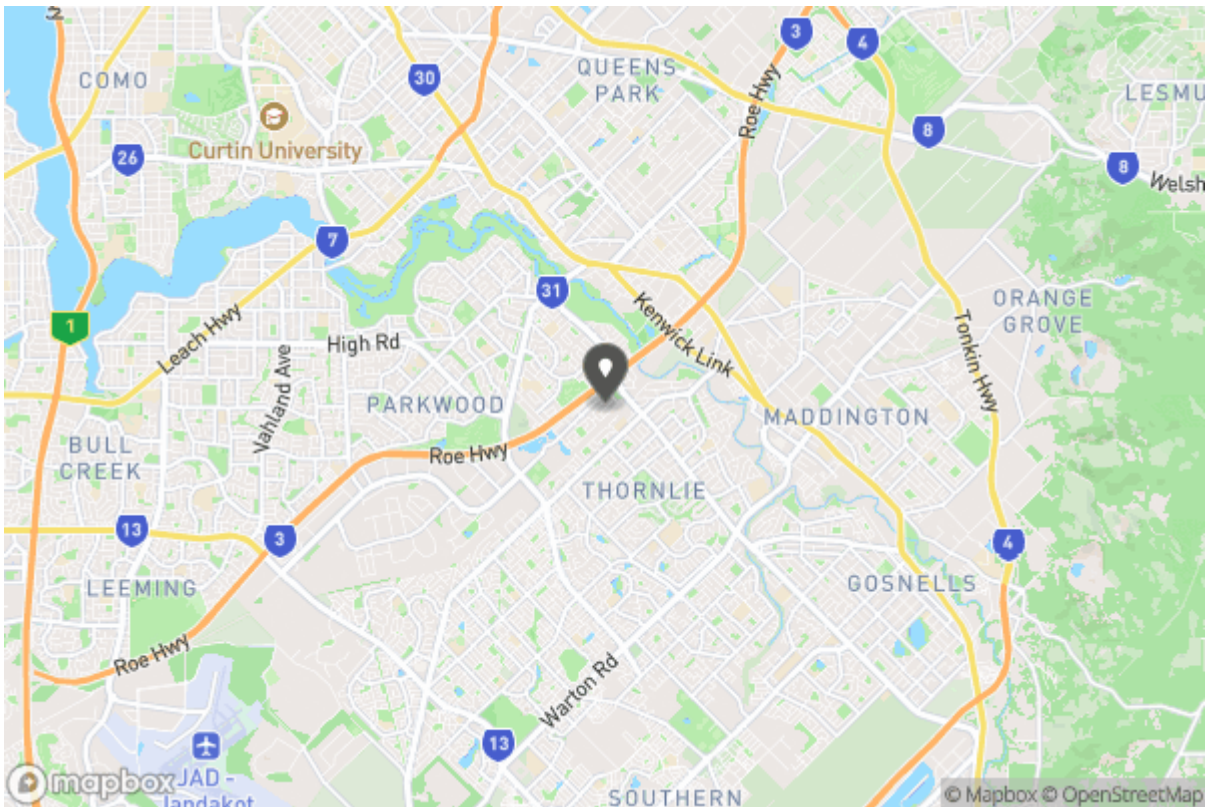 3
4
COMO
30
QUEENS
PARK
LESMU
Roe Hwy
8
Curtin University
26
8
Welsh
7
31
ORANGE
GROVE
1
Leach Hwy
High Rd
Kenwick Link
Tonkin Hwy
Vahland Ave
PARKWOOD
MADDINGTON
BULL
CREEK
Roe Hwy
THORNLIE
13
3
4
LEEMING
GOSNELLS
Roe Hwy
Warton Rd
13
JAD -
Jandakot
mapbox
SOUTHERN
© Mapbox © OpenStreetMap